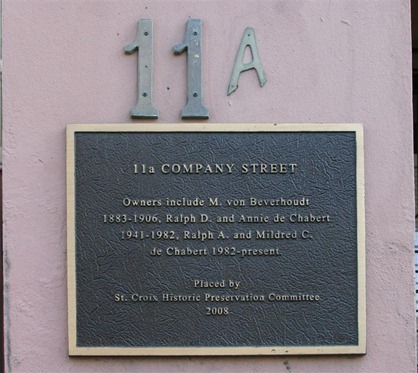 11A
11a COMPANY STREET
Owners include M. von Beverhoudt
1883-1906, Ralph D. and Annie de Chabert
1941-1982, Ralph A. and Mildred C.
de Chabert 1982-present.
Placed by
St. Croix Historic Preservation Committee
2008